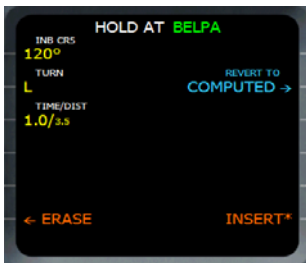 HOLD AT BELPA
INB CRS
120°
TURN REVERT TO
L COMPUTED →
TIME/DIST
1.0/3.5
← ERASE INSERT*